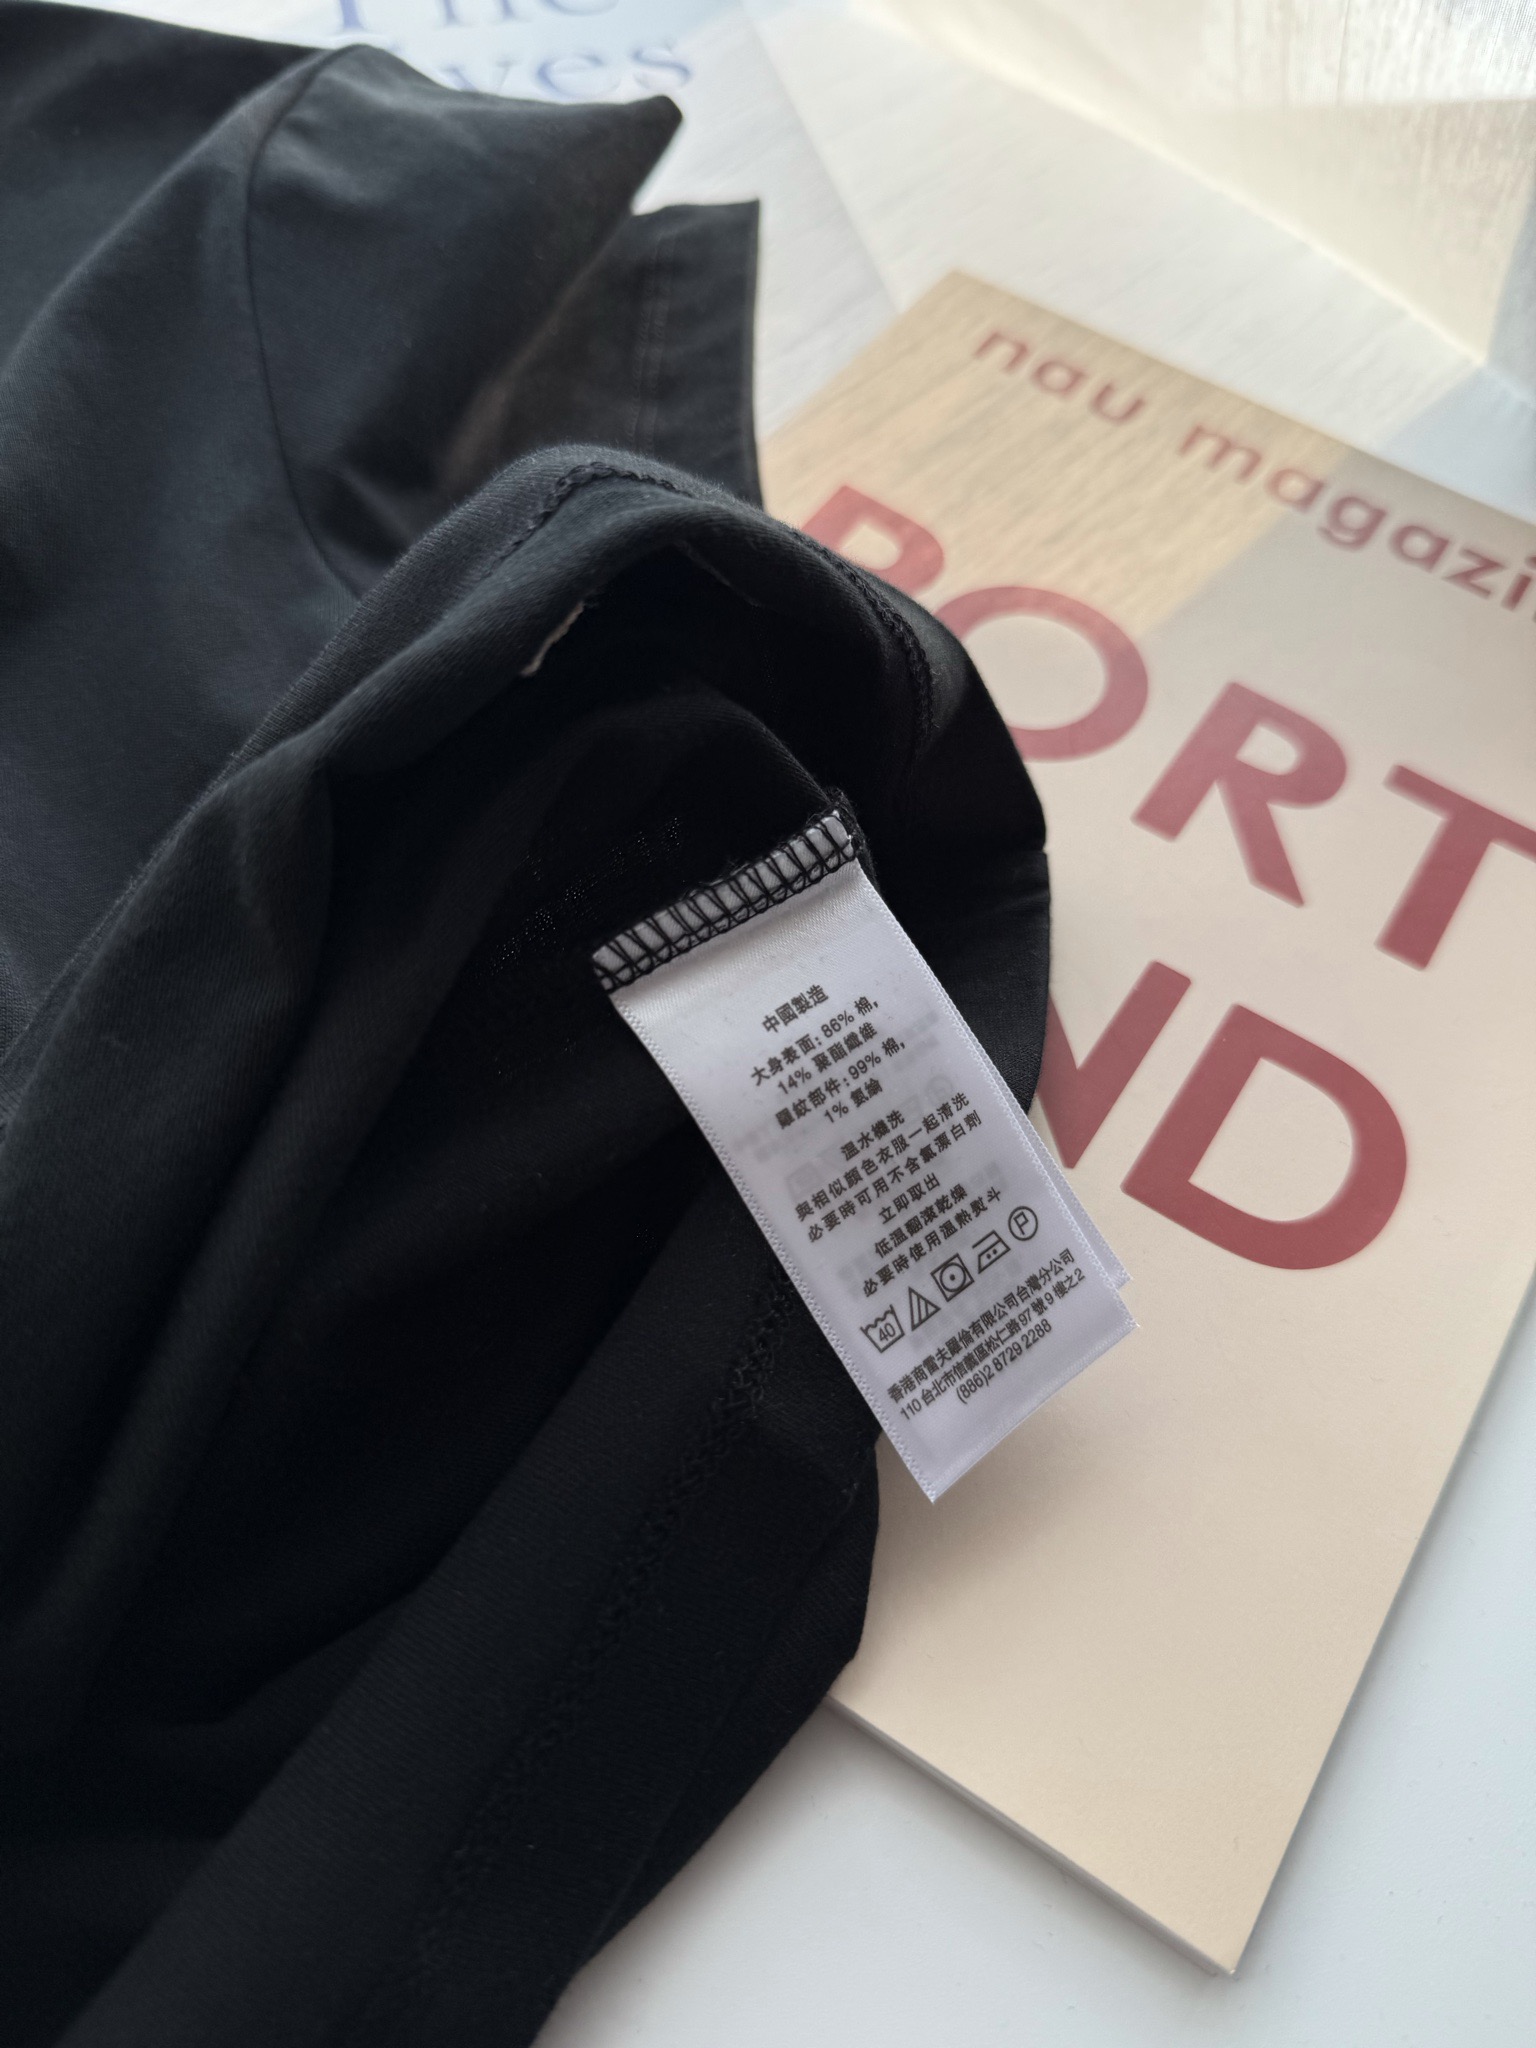 The
ves
nau magazi
PORT
ND
中國製造
大身表面: 86% 棉,
14% 聚酯纖維
羅紋部件: 99% 棉,
1% 氨綸
溫水機洗
與相似顏色衣服一起清洗
必要時可用不含氯漂白劑
立即取出
低溫翻滾乾燥
必要時使用溫熱熨斗
40 P
香港商雷夫羅倫有限公司台灣分公司
110 台北市信義區松仁路97號9樓之2
(886)2 8729 2288